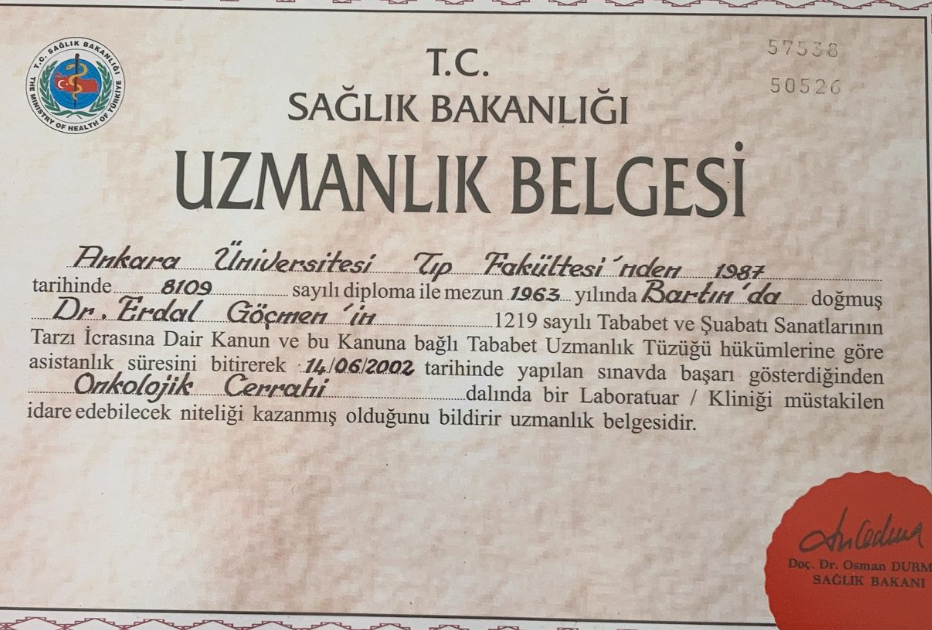 T.C. SAĞLIK BAKANLIĞI
THE MINISTRY OF HEALTH OF TÜRKİYE
57538
50526
T.C.
SAĞLIK BAKANLIĞI
UZMANLIK BELGESİ
Ankara Üniversitesi Tıp Fakültesi'nden 1987
tarihinde 8109 sayılı diploma ile mezun 1963 yılında Bartın'da doğmuş
Dr. Erdal Göçmen'in 1219 sayılı Tababet ve Şuabatı Sanatlarının
Tarzı İcrasına Dair Kanun ve bu Kanuna bağlı Tababet Uzmanlık Tüzüğü hükümlerine göre
asistanlık süresini bitirerek 14/06/2002 tarihinde yapılan sınavda başarı gösterdiğinden
Onkolojik Cerrahi dalında bir Laboratuar / Kliniği müstakilen
idare edebilecek niteliği kazanmış olduğunu bildirir uzmanlık belgesidir.
Doç. Dr. Osman DURM
SAĞLIK BAKANI